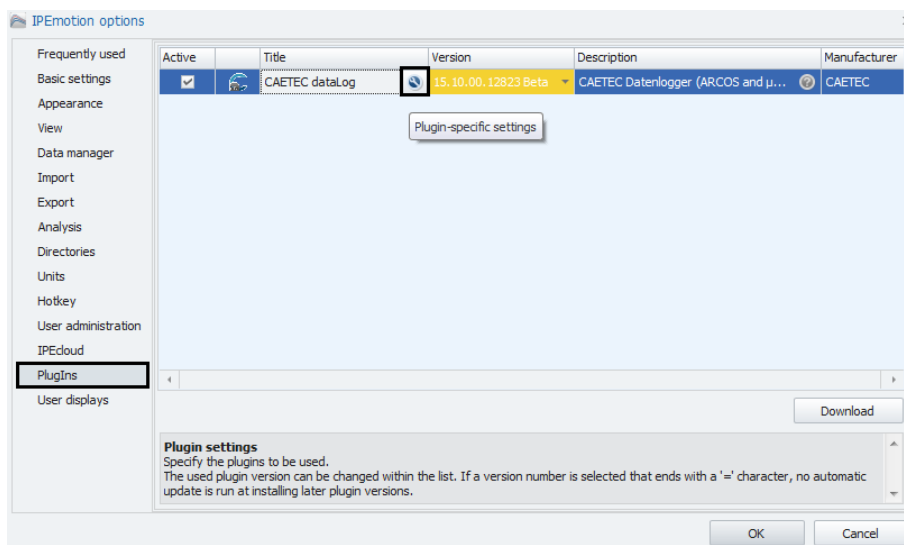 IPEmotion options
Frequently used
Basic settings
Appearance
View
Data manager
Import
Export
Analysis
Directories
Units
Hotkey
User administration
IPEcloud
PlugIns
User displays
Active Title Version Description Manufacturer
CAETEC dataLog 15.10.00.12823 Beta CAETEC Datenlogger (ARCOS and µ... CAETEC
Plugin-specific settings
Download
Plugin settings
Specify the plugins to be used.
The used plugin version can be changed within the list. If a version number is selected that ends with a '=' character, no automatic
update is run at installing later plugin versions.
OK Cancel